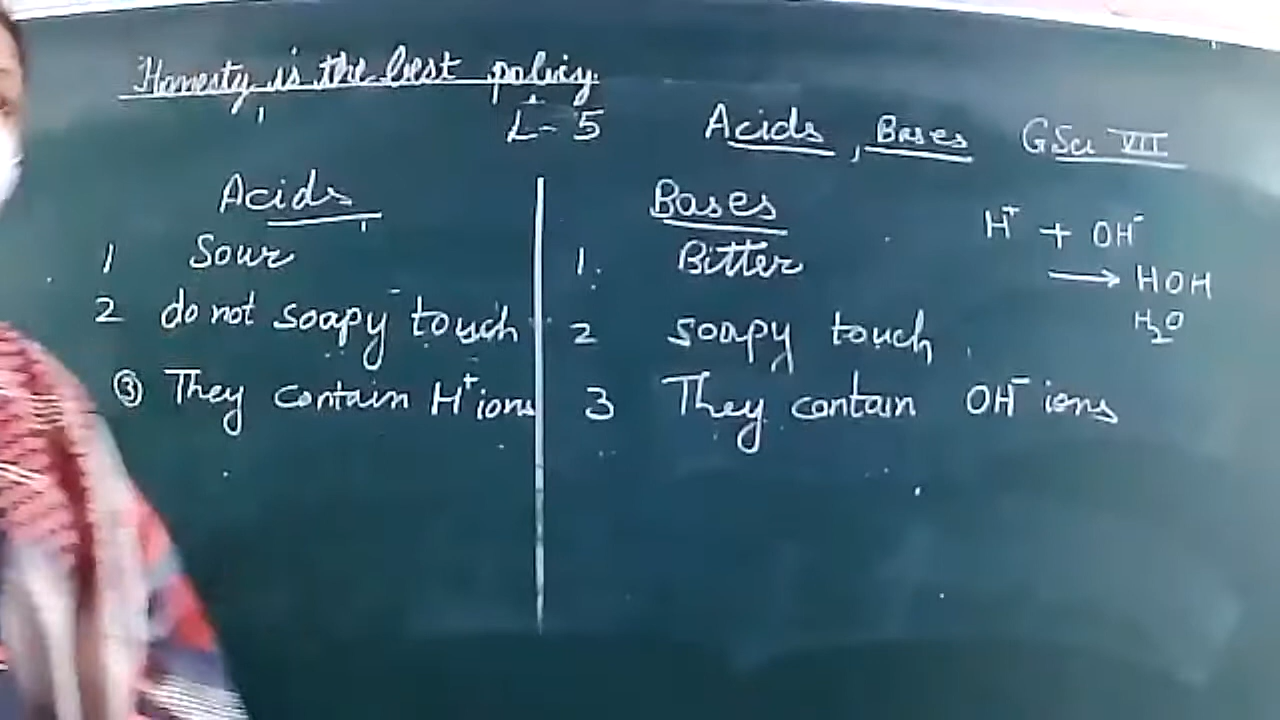 Honesty is the best policy.
L-5 Acids, Bases GSci VII
Acids
1 Sour
2 do not soapy touch
③ They contain H⁺ ions
Bases
1. Bitter
2 soapy touch
3 They contain OH⁻ ions
H⁺ + OH⁻
→ HOH
H₂O